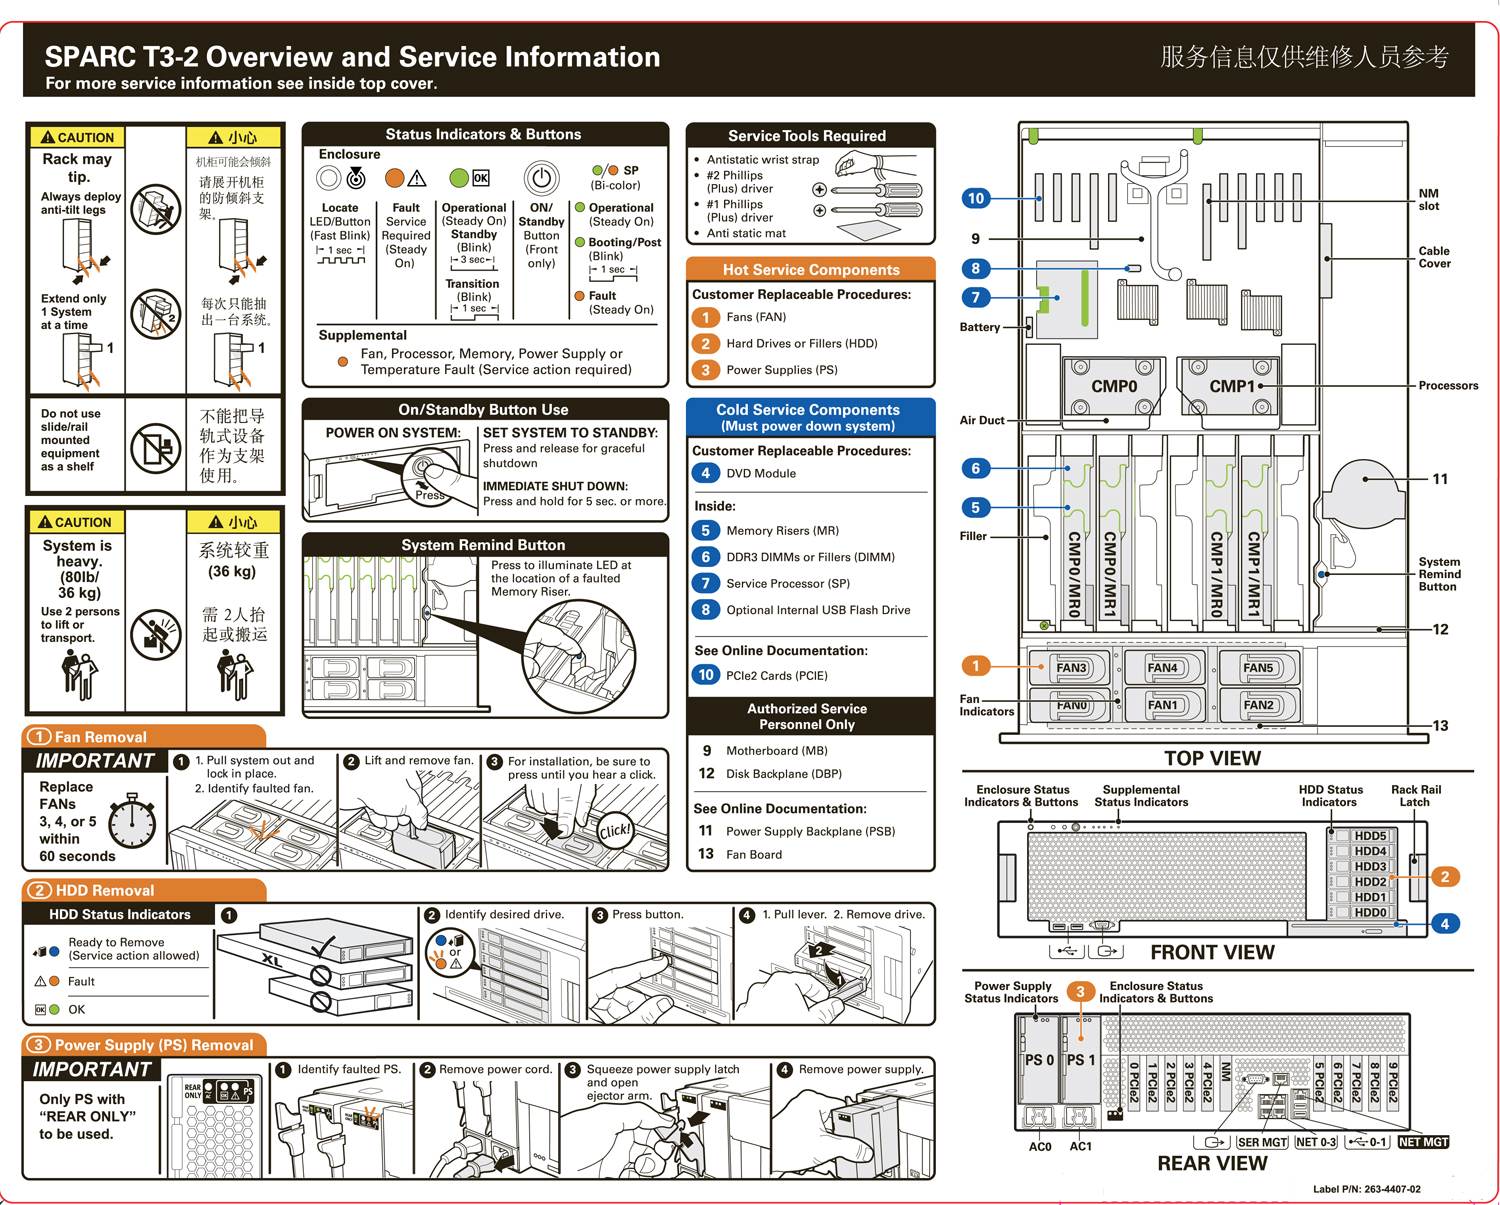 SPARC T3-2 Overview and Service Information
For more service information see inside top cover.
服务信息仅供维修人员参考
CAUTION
小心
Rack may
tip.
Always deploy
anti-tilt legs
机柜可能会倾斜
请展开机柜
的防倾斜支
架。
Extend only
1 System
at a time
1
2
每次只能抽
出一台系统。
1
Do not use
slide/rail
mounted
equipment
as a shelf
不能把导
轨式设备
作为支架
使用。
CAUTION
小心
System is
heavy.
(80lb/
36 kg)
Use 2 persons
to lift or
transport.
系统较重
(36 kg)
需 2人抬
起或搬运
Status Indicators & Buttons
Enclosure
OK
SP
(Bi-color)
Locate
LED/Button
(Fast Blink)
1 sec
Fault
Service
Required
(Steady
On)
Operational
(Steady On)
Standby
(Blink)
3 sec
Transition
(Blink)
1 sec
ON/
Standby
Button
(Front
only)
Operational
(Steady On)
Booting/Post
(Blink)
1 sec
Fault
(Steady On)
Supplemental
Fan, Processor, Memory, Power Supply or
Temperature Fault (Service action required)
On/Standby Button Use
POWER ON SYSTEM:
Press
SET SYSTEM TO STANDBY:
Press and release for graceful
shutdown
IMMEDIATE SHUT DOWN:
Press and hold for 5 sec. or more.
System Remind Button
Press to illuminate LED at
the location of a faulted
Memory Riser.
Service Tools Required
• Antistatic wrist strap
• #2 Phillips
(Plus) driver
• #1 Phillips
(Plus) driver
• Anti static mat
Hot Service Components
Customer Replaceable Procedures:
1 Fans (FAN)
2 Hard Drives or Fillers (HDD)
3 Power Supplies (PS)
Cold Service Components
(Must power down system)
Customer Replaceable Procedures:
4 DVD Module
Inside:
5 Memory Risers (MR)
6 DDR3 DIMMs or Fillers (DIMM)
7 Service Processor (SP)
8 Optional Internal USB Flash Drive
See Online Documentation:
10 PCIe2 Cards (PCIE)
Authorized Service
Personnel Only
9 Motherboard (MB)
12 Disk Backplane (DBP)
See Online Documentation:
11 Power Supply Backplane (PSB)
13 Fan Board
1 Fan Removal
IMPORTANT
Replace
FANs
3, 4, or 5
within
60 seconds
1 1. Pull system out and
lock in place.
2. Identify faulted fan.
2 Lift and remove fan.
3 For installation, be sure to
press until you hear a click.
Click!
2 HDD Removal
HDD Status Indicators
Ready to Remove
(Service action allowed)
Fault
OK OK
1
XL
2 Identify desired drive.
or
3 Press button.
4 1. Pull lever. 2. Remove drive.
2
1
3 Power Supply (PS) Removal
IMPORTANT
Only PS with
“REAR ONLY”
to be used.
REAR
ONLY
AC
OK
PS
1 Identify faulted PS.
2 Remove power cord.
3 Squeeze power supply latch
and open
ejector arm.
4 Remove power supply.
10
9
8
7
Battery
Air Duct
6
5
Filler
1
Fan
Indicators
NM
slot
Cable
Cover
Processors
11
System
Remind
Button
12
13
CMP0
CMP1
CMP0/MR0
CMP0/MR1
CMP1/MR0
CMP1/MR1
FAN3
FAN4
FAN5
FAN0
FAN1
FAN2
TOP VIEW
Enclosure Status
Indicators & Buttons
Supplemental
Status Indicators
HDD Status
Indicators
Rack Rail
Latch
HDD5
HDD4
HDD3
HDD2
HDD1
HDD0
2
4
FRONT VIEW
Power Supply
Status Indicators
3
Enclosure Status
Indicators & Buttons
PS 0
PS 1
0 PCIe2
1 PCIe2
2 PCIe2
3 PCIe2
4 PCIe2
NM
5 PCIe2
6 PCIe2
7 PCIe2
8 PCIe2
9 PCIe2
AC0
AC1
SER MGT
NET 0-3
0-1
NET MGT
REAR VIEW
Label P/N: 263-4407-02